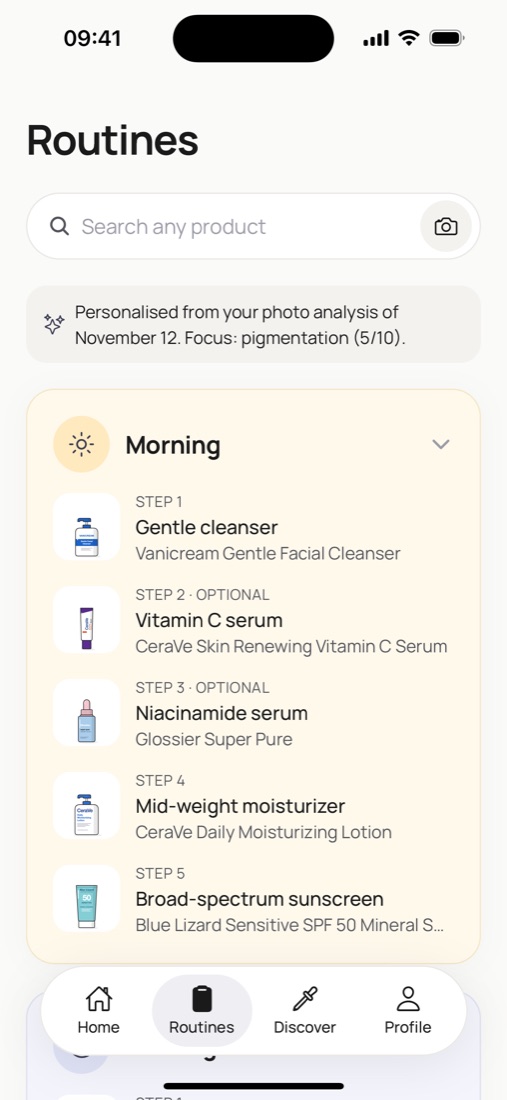 09:41
Routines
Search any product
Personalised from your photo analysis of
November 12. Focus: pigmentation (5/10).
Morning
STEP 1
Gentle cleanser
Vanicream Gentle Facial Cleanser
STEP 2 · OPTIONAL
Vitamin C serum
CeraVe Skin Renewing Vitamin C Serum
STEP 3 · OPTIONAL
Niacinamide serum
Glossier Super Pure
STEP 4
Mid-weight moisturizer
CeraVe Daily Moisturizing Lotion
STEP 5
Broad-spectrum sunscreen
50
Blue Lizard Sensitive SPF 50 Mineral S...
Home
Routines
Discover
Profile